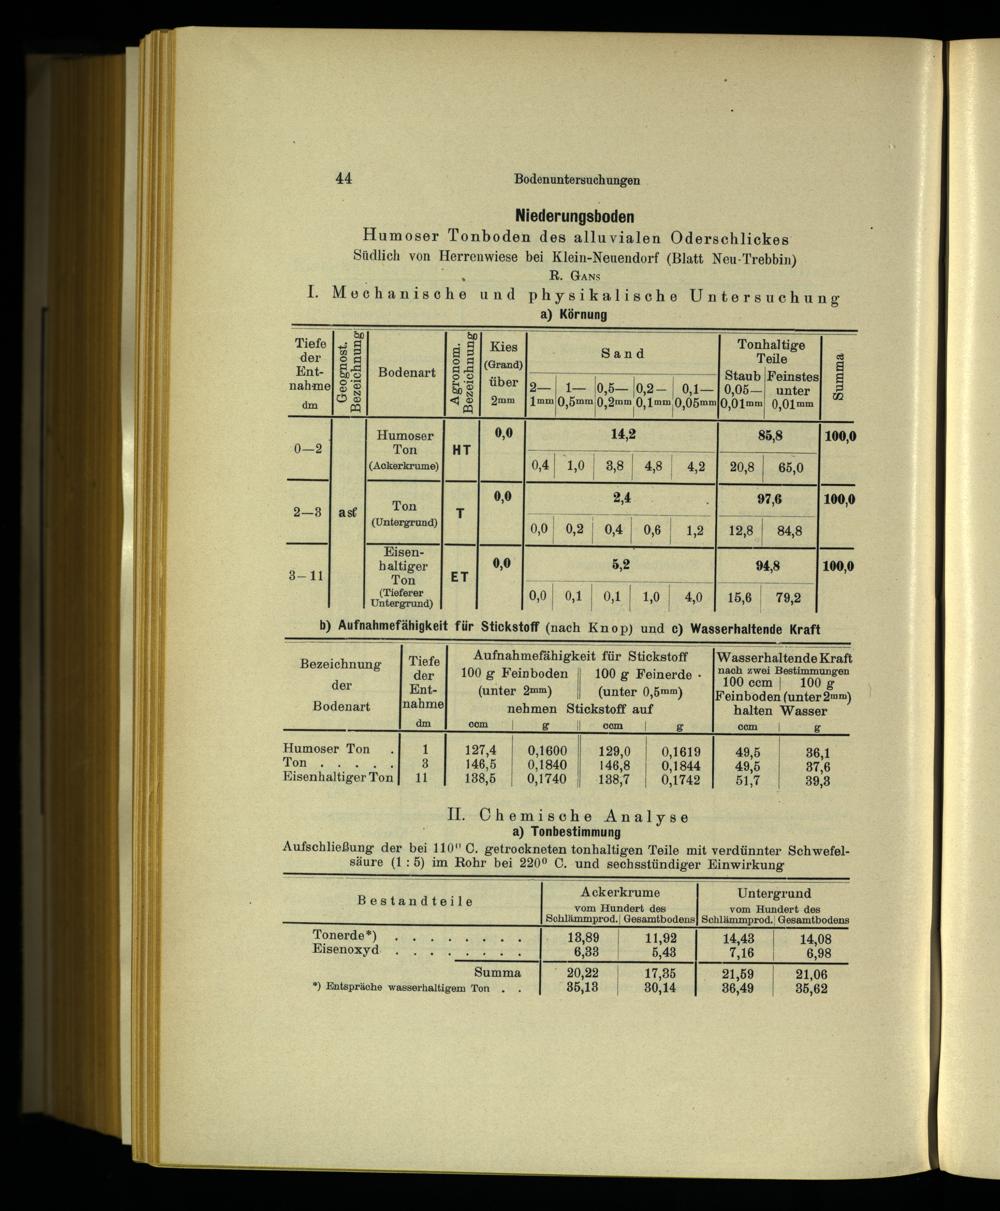 44 Bodenuntersuchungen
Niederungsboden
Humoser Tonboden des alluvialen Oderschlickes
Südlich von Herrenwiese bei Klein-Neuendorf (Blatt Neu-Trebbin)
R. Gans
I. Mechanische und physikalische Untersuchung
a) Körnung
Tiefe der Ent-nahme dm | Geognost. Bezeichnung | Bodenart | Agronom. Bezeichnung | Kies (Grand) über 2mm | Sand | Tonhaltige Teile | Summa
2—1mm | 1—0,5mm | 0,5—0,2mm | 0,2—0,1mm | 0,1—0,05mm | Staub 0,05—0,01mm | Feinstes unter 0,01mm
0—2 | Humoser Ton (Ackerkrume) | HT | 0,0 | 14,2 | 85,8 | 100,0
0,4 | 1,0 | 3,8 | 4,8 | 4,2 | 20,8 | 65,0
2—3 | asf | Ton (Untergrund) | T | 0,0 | 2,4 | 97,6 | 100,0
0,0 | 0,2 | 0,4 | 0,6 | 1,2 | 12,8 | 84,8
3—11 | Eisen-haltiger Ton (Tieferer Untergrund) | ET | 0,0 | 5,2 | 94,8 | 100,0
0,0 | 0,1 | 0,1 | 1,0 | 4,0 | 15,6 | 79,2
b) Aufnahmefähigkeit für Stickstoff (nach Knop) und c) Wasserhaltende Kraft
Bezeichnung der Bodenart | Tiefe der Ent-nahme dm | Aufnahmefähigkeit für Stickstoff | Wasserhaltende Kraft
100 g Feinboden (unter 2mm) | 100 g Feinerde (unter 0,5mm) | nach zwei Bestimmungen
nehmen Stickstoff auf | 100 ccm | 100 g Feinboden (unter 2mm) halten Wasser
ccm | g | ccm | g | ccm | g
Humoser Ton . | 1 | 127,4 | 0,1600 | 129,0 | 0,1619 | 49,5 | 36,1
Ton . . . . . | 3 | 146,5 | 0,1840 | 146,8 | 0,1844 | 49,5 | 37,6
Eisenhaltiger Ton | 11 | 138,5 | 0,1740 | 138,7 | 0,1742 | 51,7 | 39,3
II. Chemische Analyse
a) Tonbestimmung
Aufschließung der bei 110° C. getrockneten tonhaltigen Teile mit verdünnter Schwefel-
säure (1 : 5) im Rohr bei 220° C. und sechsstündiger Einwirkung
Bestandteile | Ackerkrume | Untergrund
vom Hundert des | vom Hundert des
Schlämmprod. | Gesamtbodens | Schlämmprod. | Gesamtbodens
Tonerde*) . . . . . . . . | 13,89 | 11,92 | 14,43 | 14,08
Eisenoxyd . . . . . . . . | 6,33 | 5,43 | 7,16 | 6,98
Summa | 20,22 | 17,35 | 21,59 | 21,06
*) Entspräche wasserhaltigem Ton . . | 35,13 | 30,14 | 36,49 | 35,62